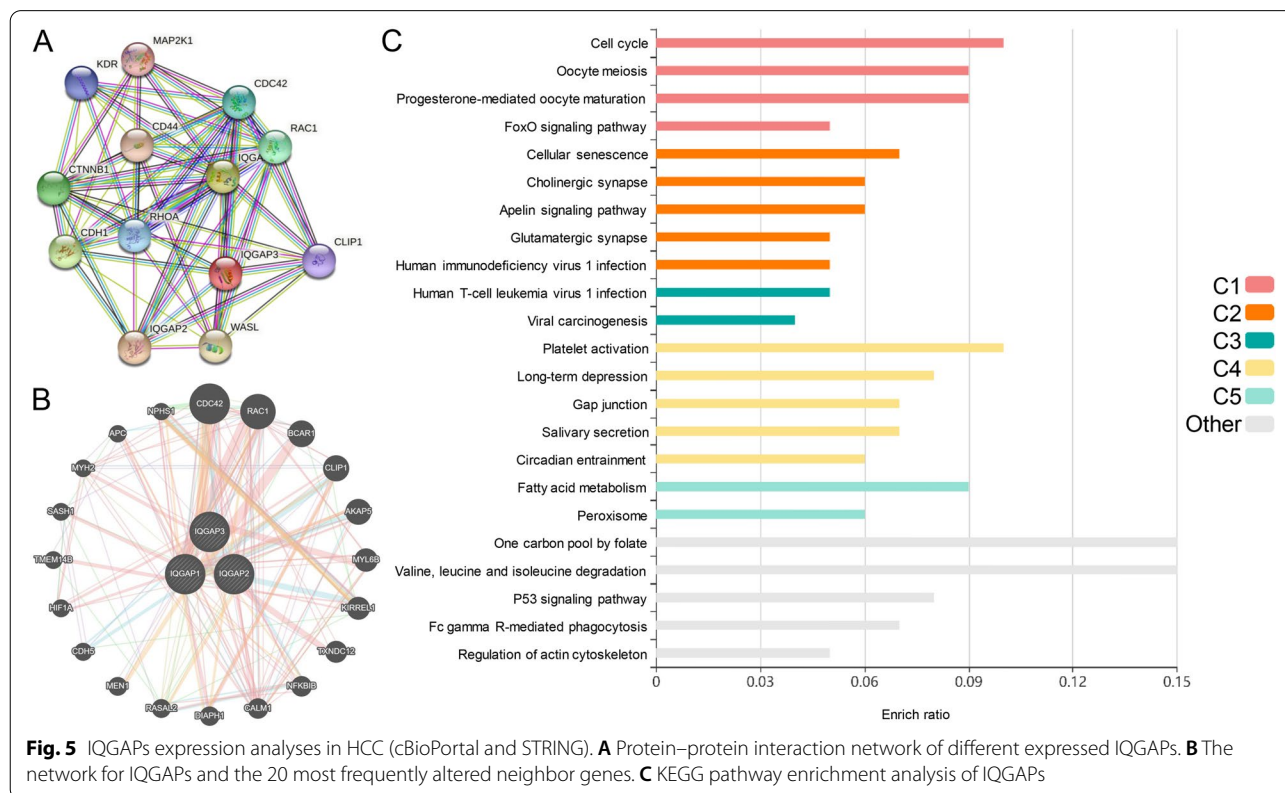 A
MAP2K1
KDR
CDC42
CD44
RAC1
IQGA
CTNNB1
RHOA
CDH1
CLIP1
IQGAP3
IQGAP2
WASL
B
NPHS1
CDC42
RAC1
APC
BCAR1
MYH2
CLIP1
SASH1
AKAP5
IQGAP3
TMEM14B
MYL6B
IQGAP1
IQGAP2
HIF1A
KIRREL1
CDH5
TXNDC12
MEN1
NFKBIB
RASAL2
CALM1
DIAPH1
C
Cell cycle
Oocyte meiosis
Progesterone-mediated oocyte maturation
FoxO signaling pathway
Cellular senescence
Cholinergic synapse
Apelin signaling pathway
Glutamatergic synapse
Human immunodeficiency virus 1 infection
Human T-cell leukemia virus 1 infection
Viral carcinogenesis
Platelet activation
Long-term depression
Gap junction
Salivary secretion
Circadian entrainment
Fatty acid metabolism
Peroxisome
One carbon pool by folate
Valine, leucine and isoleucine degradation
P53 signaling pathway
Fc gamma R-mediated phagocytosis
Regulation of actin cytoskeleton
0 0.03 0.06 0.09 0.12 0.15
Enrich ratio
C1
C2
C3
C4
C5
Other
Fig. 5 IQGAPs expression analyses in HCC (cBioPortal and STRING). A Protein–protein interaction network of different expressed IQGAPs. B The
network for IQGAPs and the 20 most frequently altered neighbor genes. C KEGG pathway enrichment analysis of IQGAPs